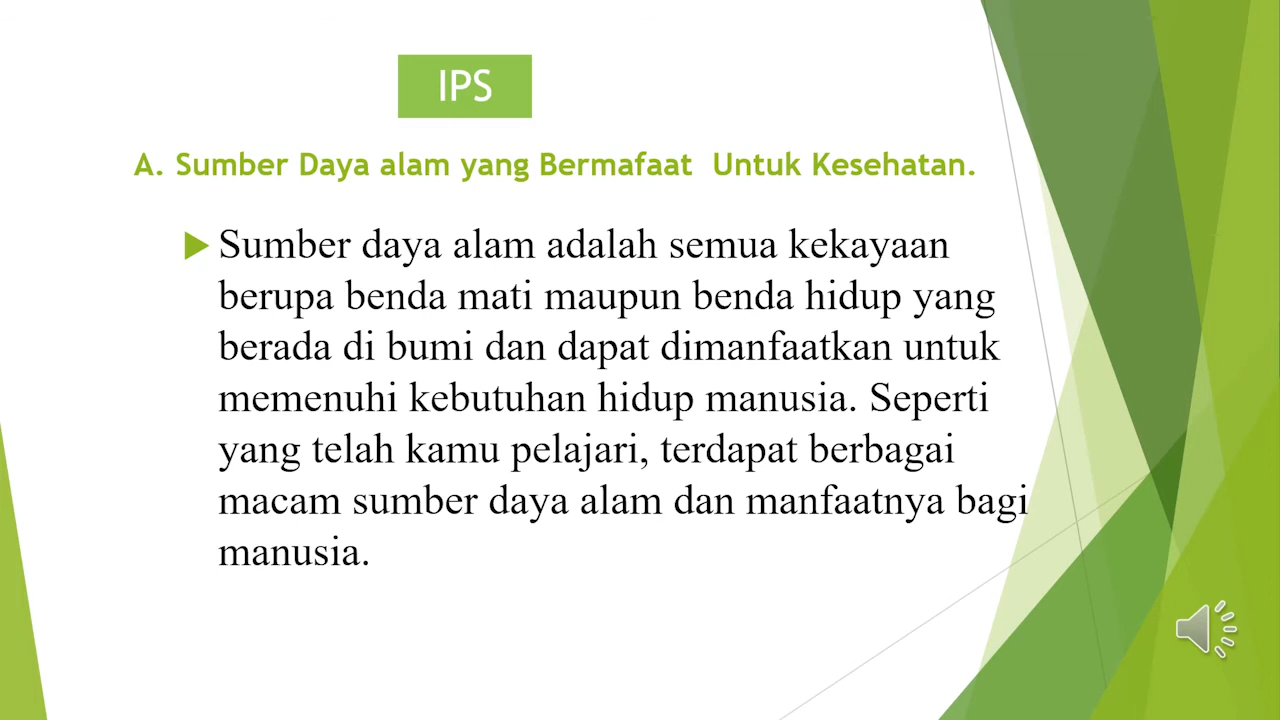 IPS
A. Sumber Daya alam yang Bermafaat  Untuk Kesehatan.
Sumber daya alam adalah semua kekayaan
berupa benda mati maupun benda hidup yang
berada di bumi dan dapat dimanfaatkan untuk
memenuhi kebutuhan hidup manusia. Seperti
yang telah kamu pelajari, terdapat berbagai
macam sumber daya alam dan manfaatnya bagi
manusia.